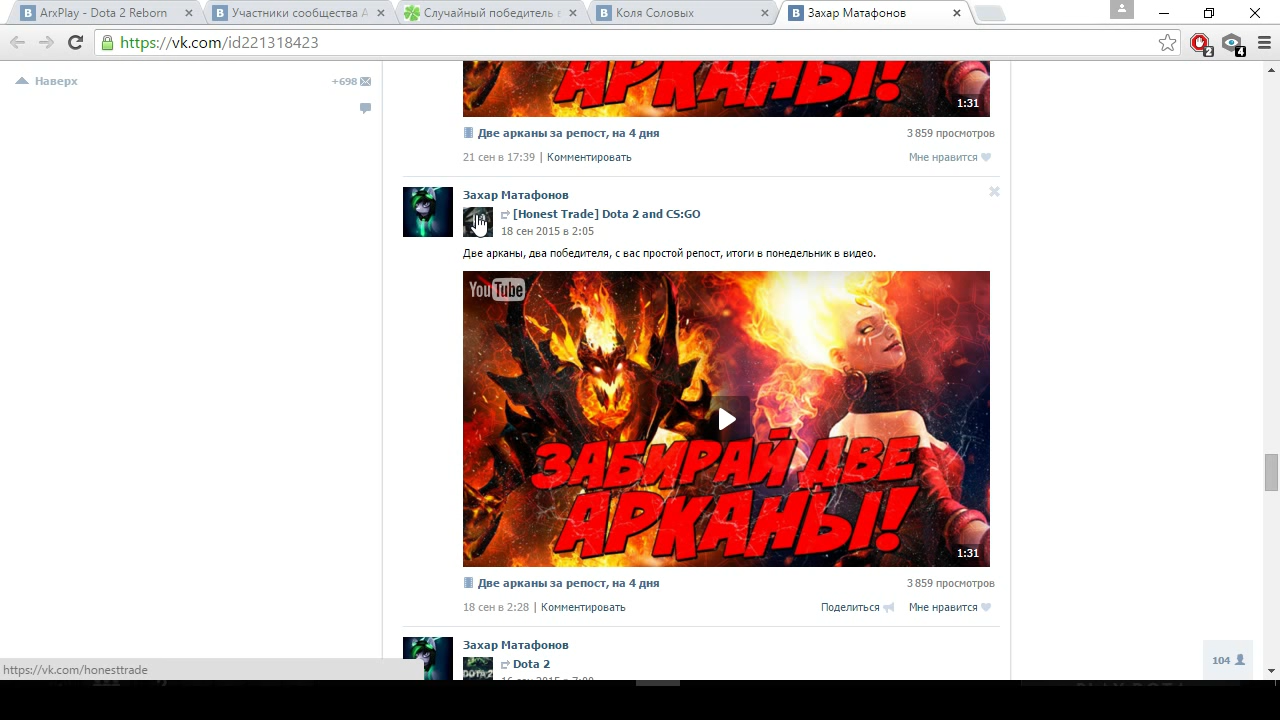 ArxPlay - Dota 2 Reborn
Участники сообщества A
Случайный победитель в
Коля Соловых
Захар Матафонов
https://vk.com/id221318423
2
4
Наверх
+698
АРКАНЫ!
1:31
Две арканы за репост, на 4 дня
3 859 просмотров
21 сен в 17:39 | Комментировать
Мне нравится
Захар Матафонов
[Honest Trade] Dota 2 and CS:GO
18 сен 2015 в 2:05
Две арканы, два победителя, с вас простой репост, итоги в понедельник в видео.
YouTube
ЗАБИРАЙ ДВЕ
АРКАНЫ!
1:31
Две арканы за репост, на 4 дня
3 859 просмотров
18 сен в 2:28 | Комментировать
Поделиться
Мне нравится
Захар Матафонов
Dota 2
DOTA 2
https://vk.com/honesttrade
104